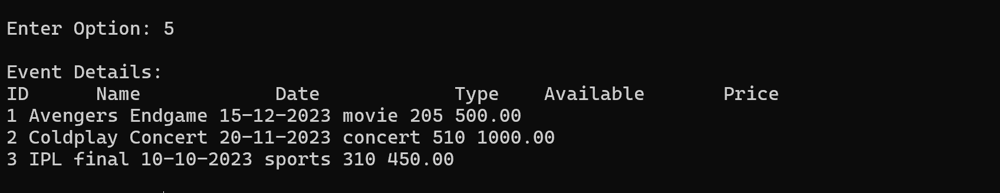 Enter Option: 5
Event Details:
ID      Name            Date            Type    Available       Price
1 Avengers Endgame 15-12-2023 movie 205 500.00
2 Coldplay Concert 20-11-2023 concert 510 1000.00
3 IPL final 10-10-2023 sports 310 450.00